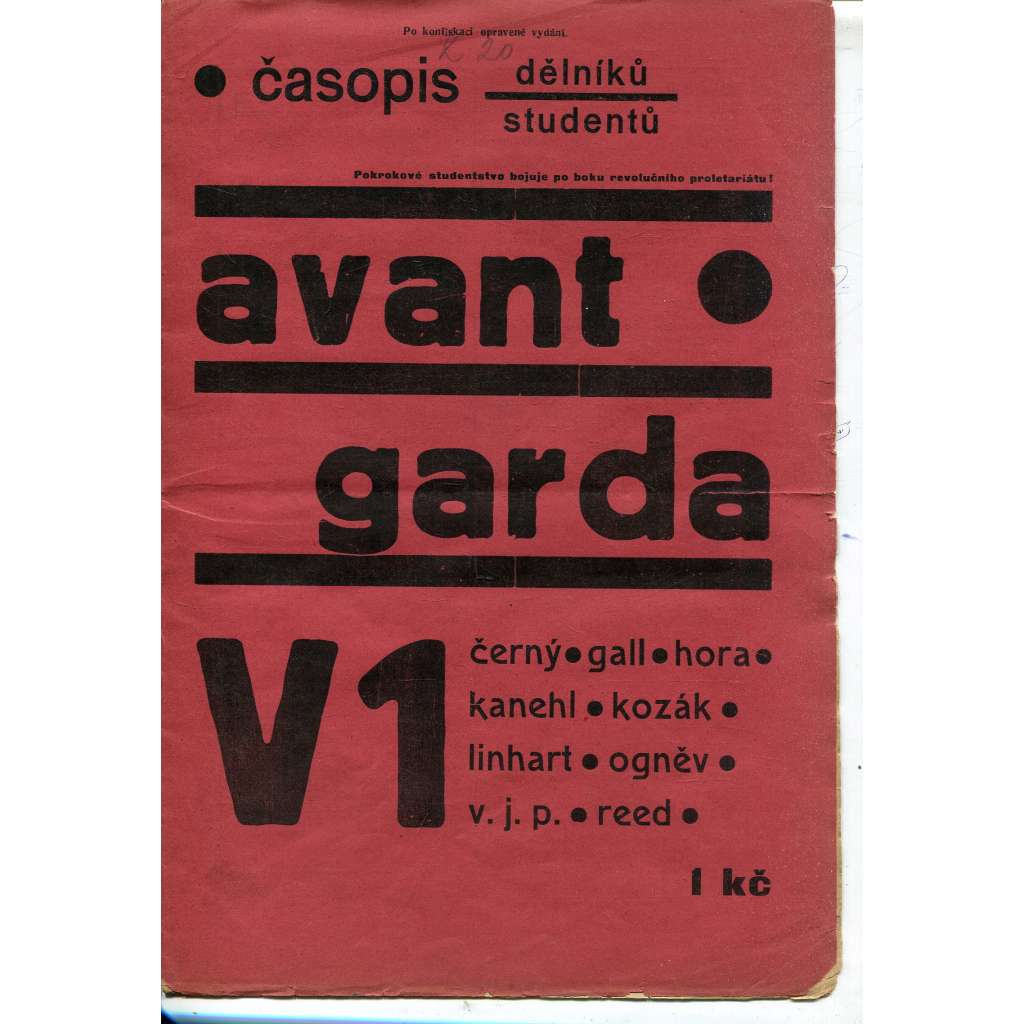 Po konfiskaci opravené vydání.
Z 20
• časopis dělníků
studentů
Pokrokové studentstvo bojuje po boku revolučního proletariátu!
avant •
garda
V1
černý • gall • hora •
kanehl • kozák •
linhart • ogněv •
v. j. p. • reed •
1 kč